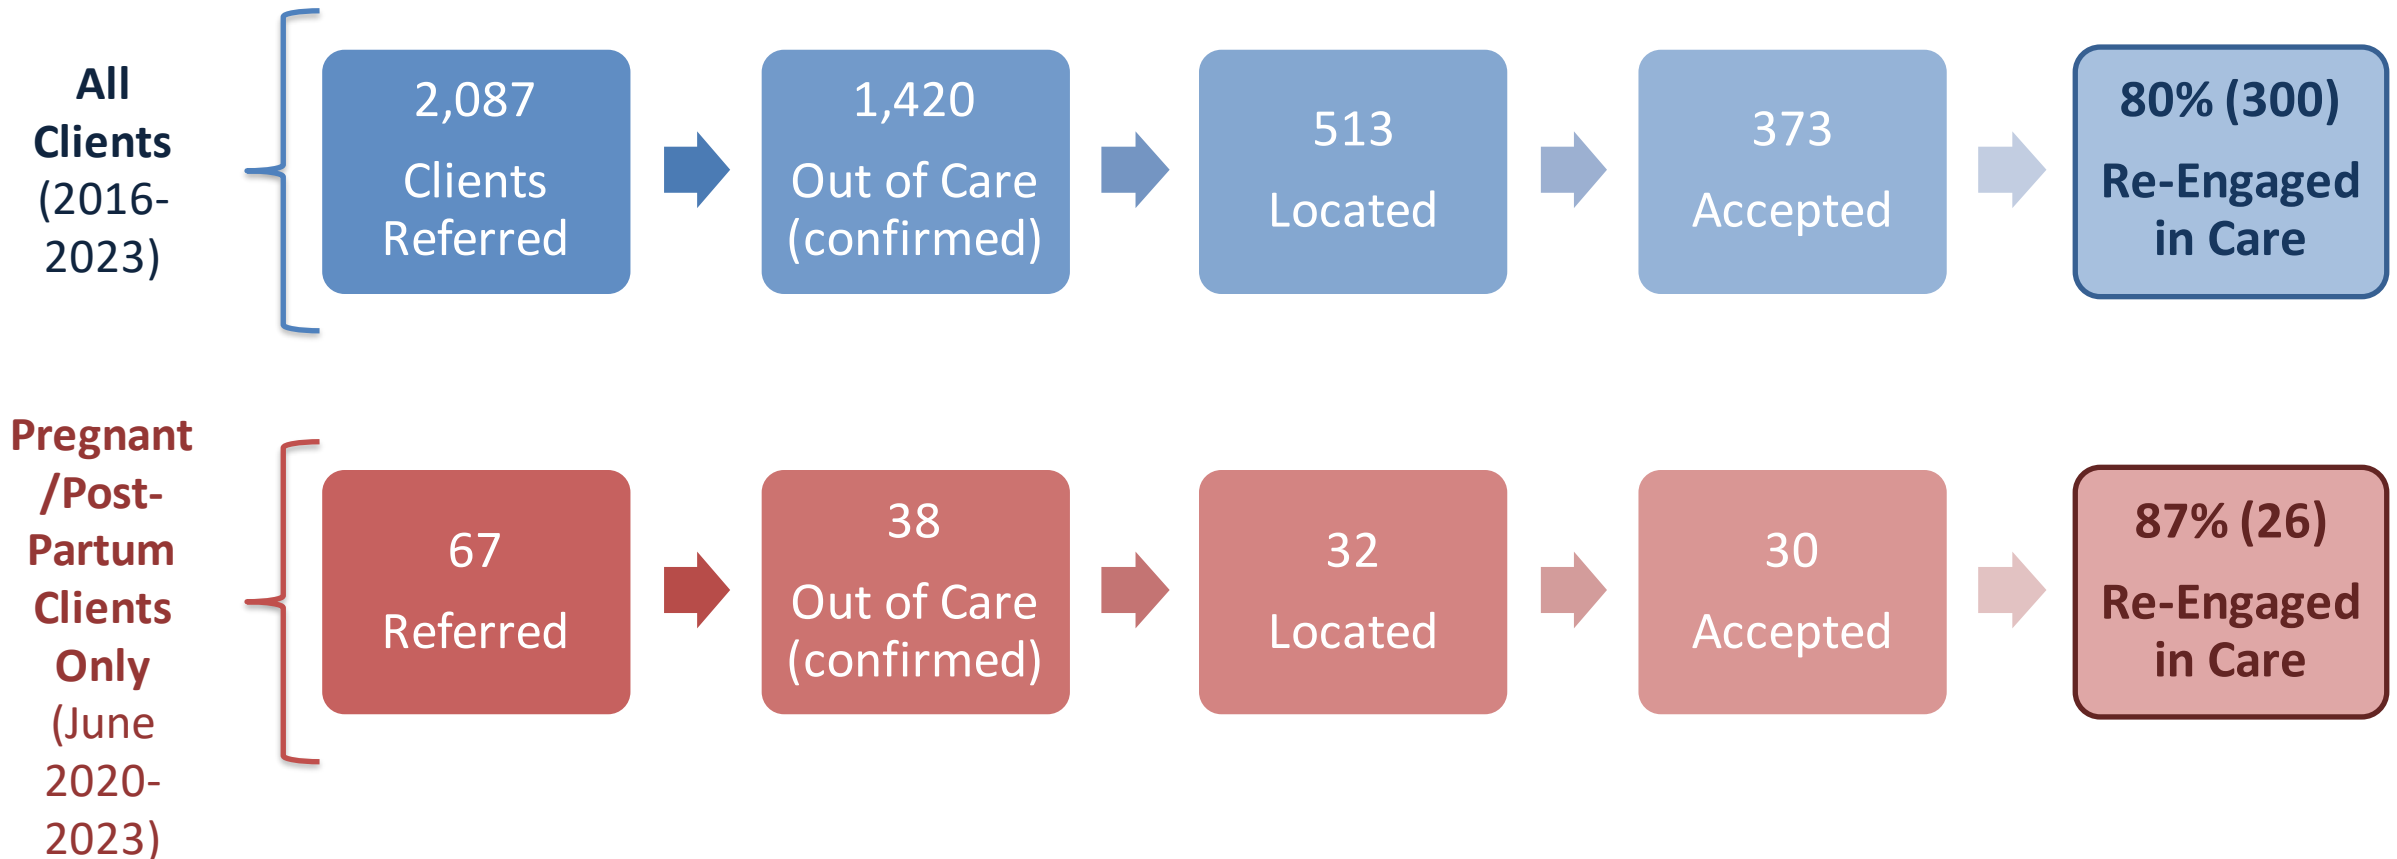 All
Clients
(2016-
2023)
2,087
Clients
Referred
1,420
Out of Care
(confirmed)
513
Located
373
Accepted
80% (300)
Re-Engaged
in Care
Pregnant
/Post-
Partum
Clients
Only
(June
2020-
2023)
67
Referred
38
Out of Care
(confirmed)
32
Located
30
Accepted
87% (26)
Re-Engaged
in Care